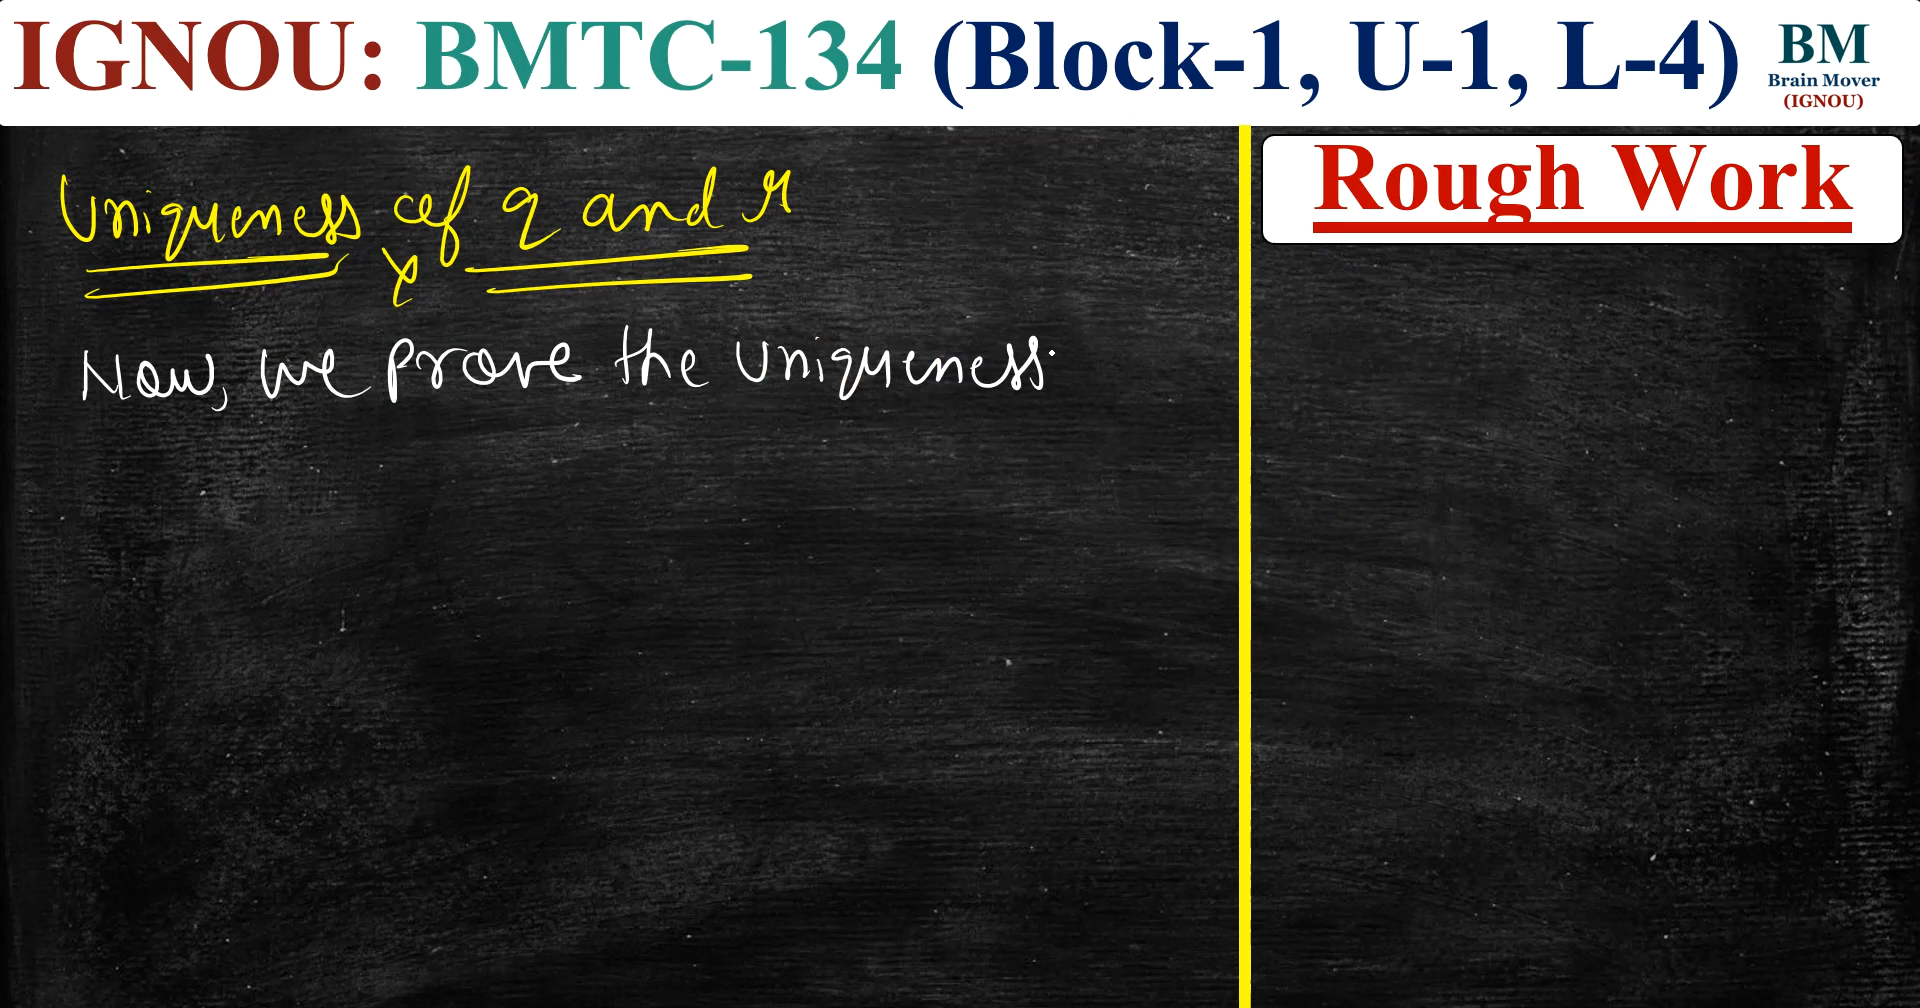 IGNOU: BMTC-134 (Block-1, U-1, L-4)
BM
Brain Mover
(IGNOU)
Rough Work
Uniqueness of q and r
Now, we prove the uniqueness.